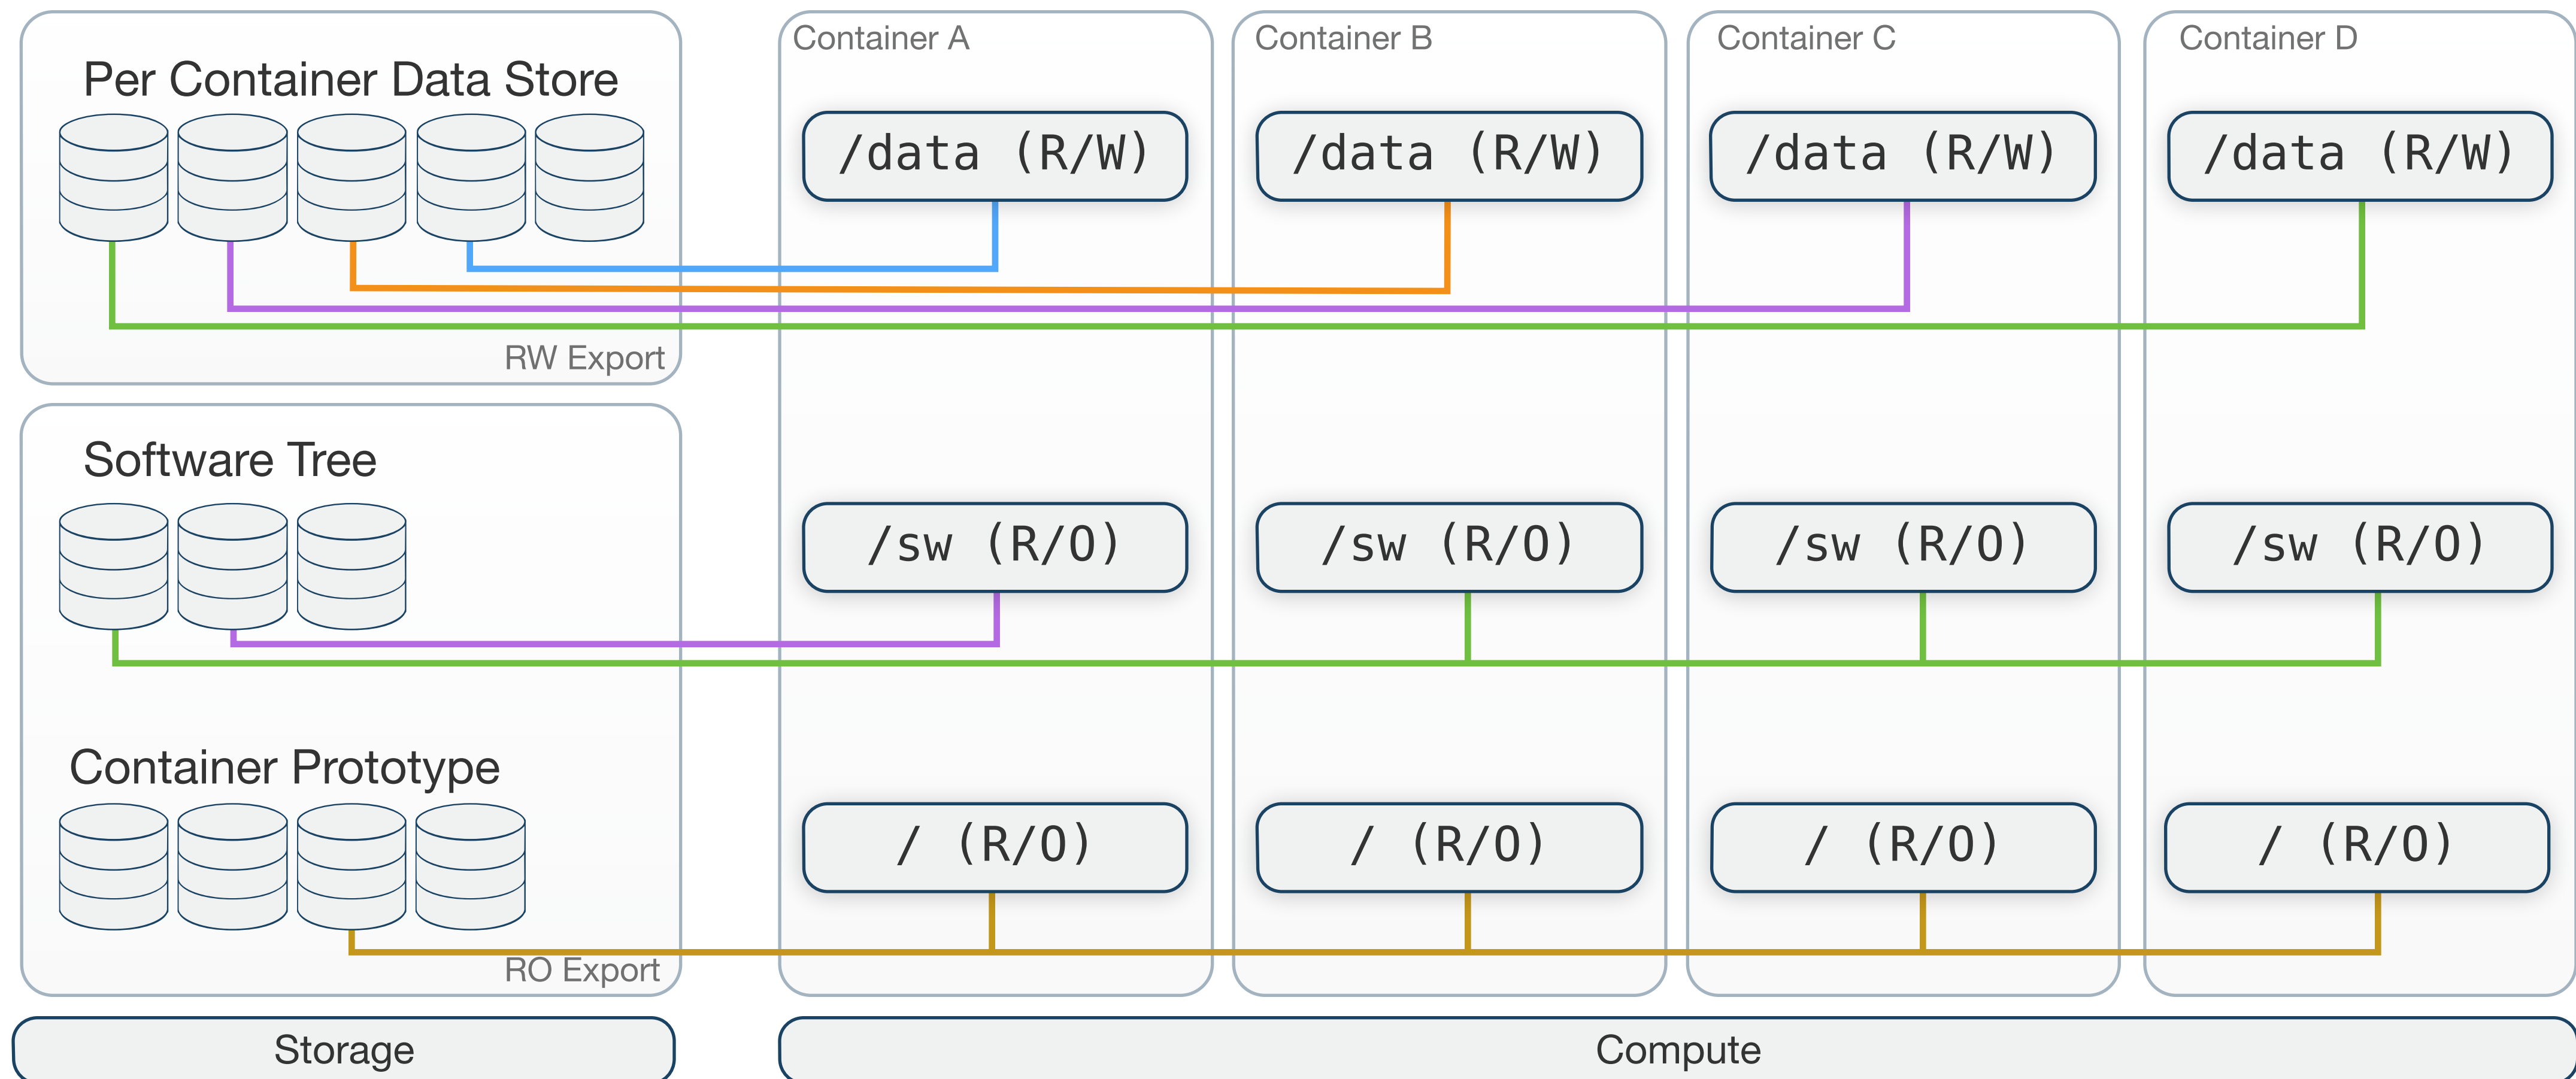 Container A
Container B
Container C
Container D
Per Container Data Store
/data (R/W)
/data (R/W)
/data (R/W)
/data (R/W)
RW Export
Software Tree
/sw (R/O)
/sw (R/O)
/sw (R/O)
/sw (R/O)
Container Prototype
/ (R/O)
/ (R/O)
/ (R/O)
/ (R/O)
RO Export
Storage
Compute